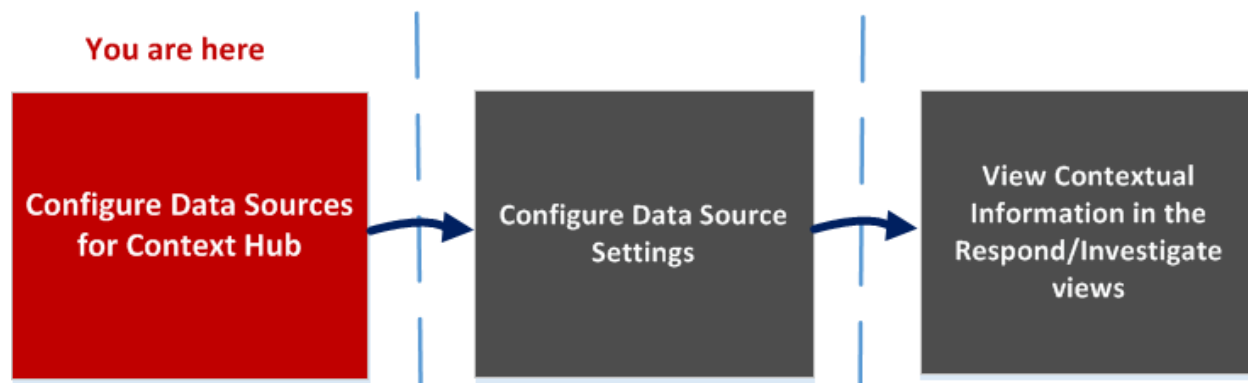 You are here
Configure Data Sources
for Context Hub
Configure Data Source
Settings
View Contextual
Information in the
Respond/Investigate
views